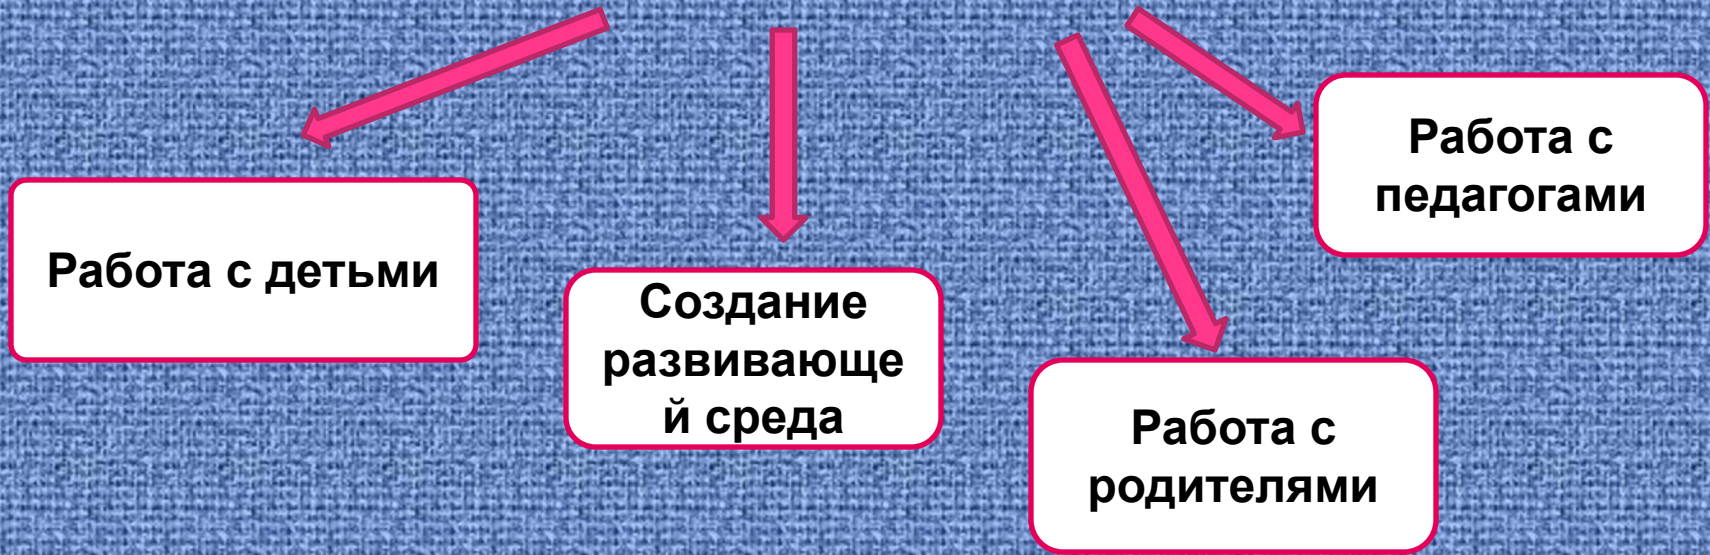 Работа с детьми
Создание
развивающе
й среда
Работа с
родителями
Работа с
педагогами